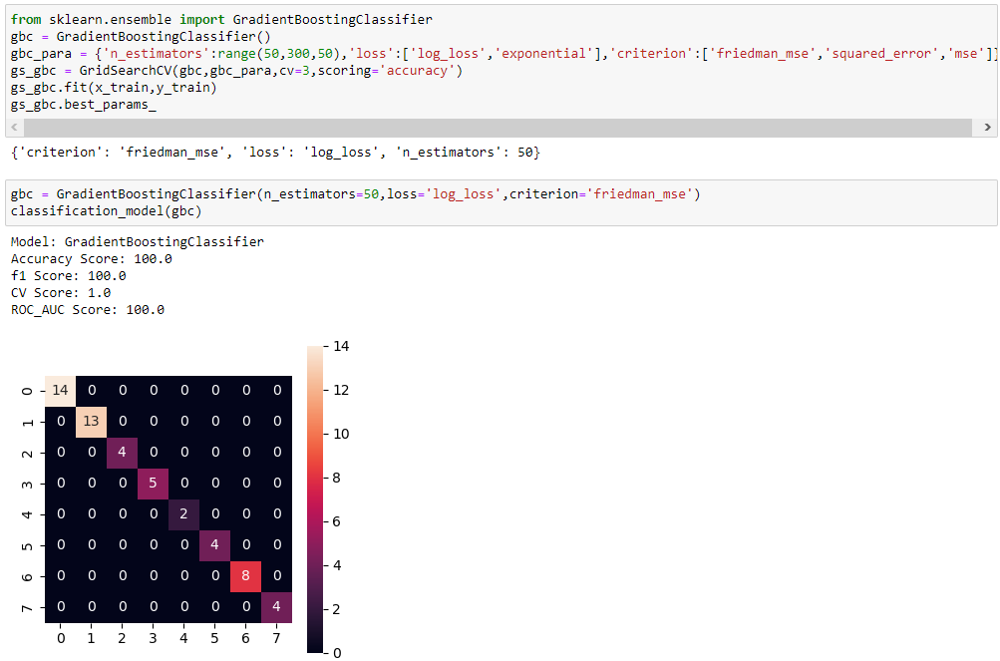 from sklearn.ensemble import GradientBoostingClassifier
gbc = GradientBoostingClassifier()
gbc_para = {'n_estimators':range(50,300,50),'loss':['log_loss','exponential'],'criterion':['friedman_mse','squared_error','mse']]
gs_gbc = GridSearchCV(gbc,gbc_para,cv=3,scoring='accuracy')
gs_gbc.fit(x_train,y_train)
gs_gbc.best_params_
{'criterion': 'friedman_mse', 'loss': 'log_loss', 'n_estimators': 50}
gbc = GradientBoostingClassifier(n_estimators=50,loss='log_loss',criterion='friedman_mse')
classification_model(gbc)
Model: GradientBoostingClassifier
Accuracy Score: 100.0
f1 Score: 100.0
CV Score: 1.0
ROC_AUC Score: 100.0
0 14 0 0 0 0 0 0 0
1 0 13 0 0 0 0 0 0
2 0 0 4 0 0 0 0 0
3 0 0 0 5 0 0 0 0
4 0 0 0 0 2 0 0 0
5 0 0 0 0 0 4 0 0
6 0 0 0 0 0 0 8 0
7 0 0 0 0 0 0 0 4
0 1 2 3 4 5 6 7
14
12
10
8
6
4
2
0